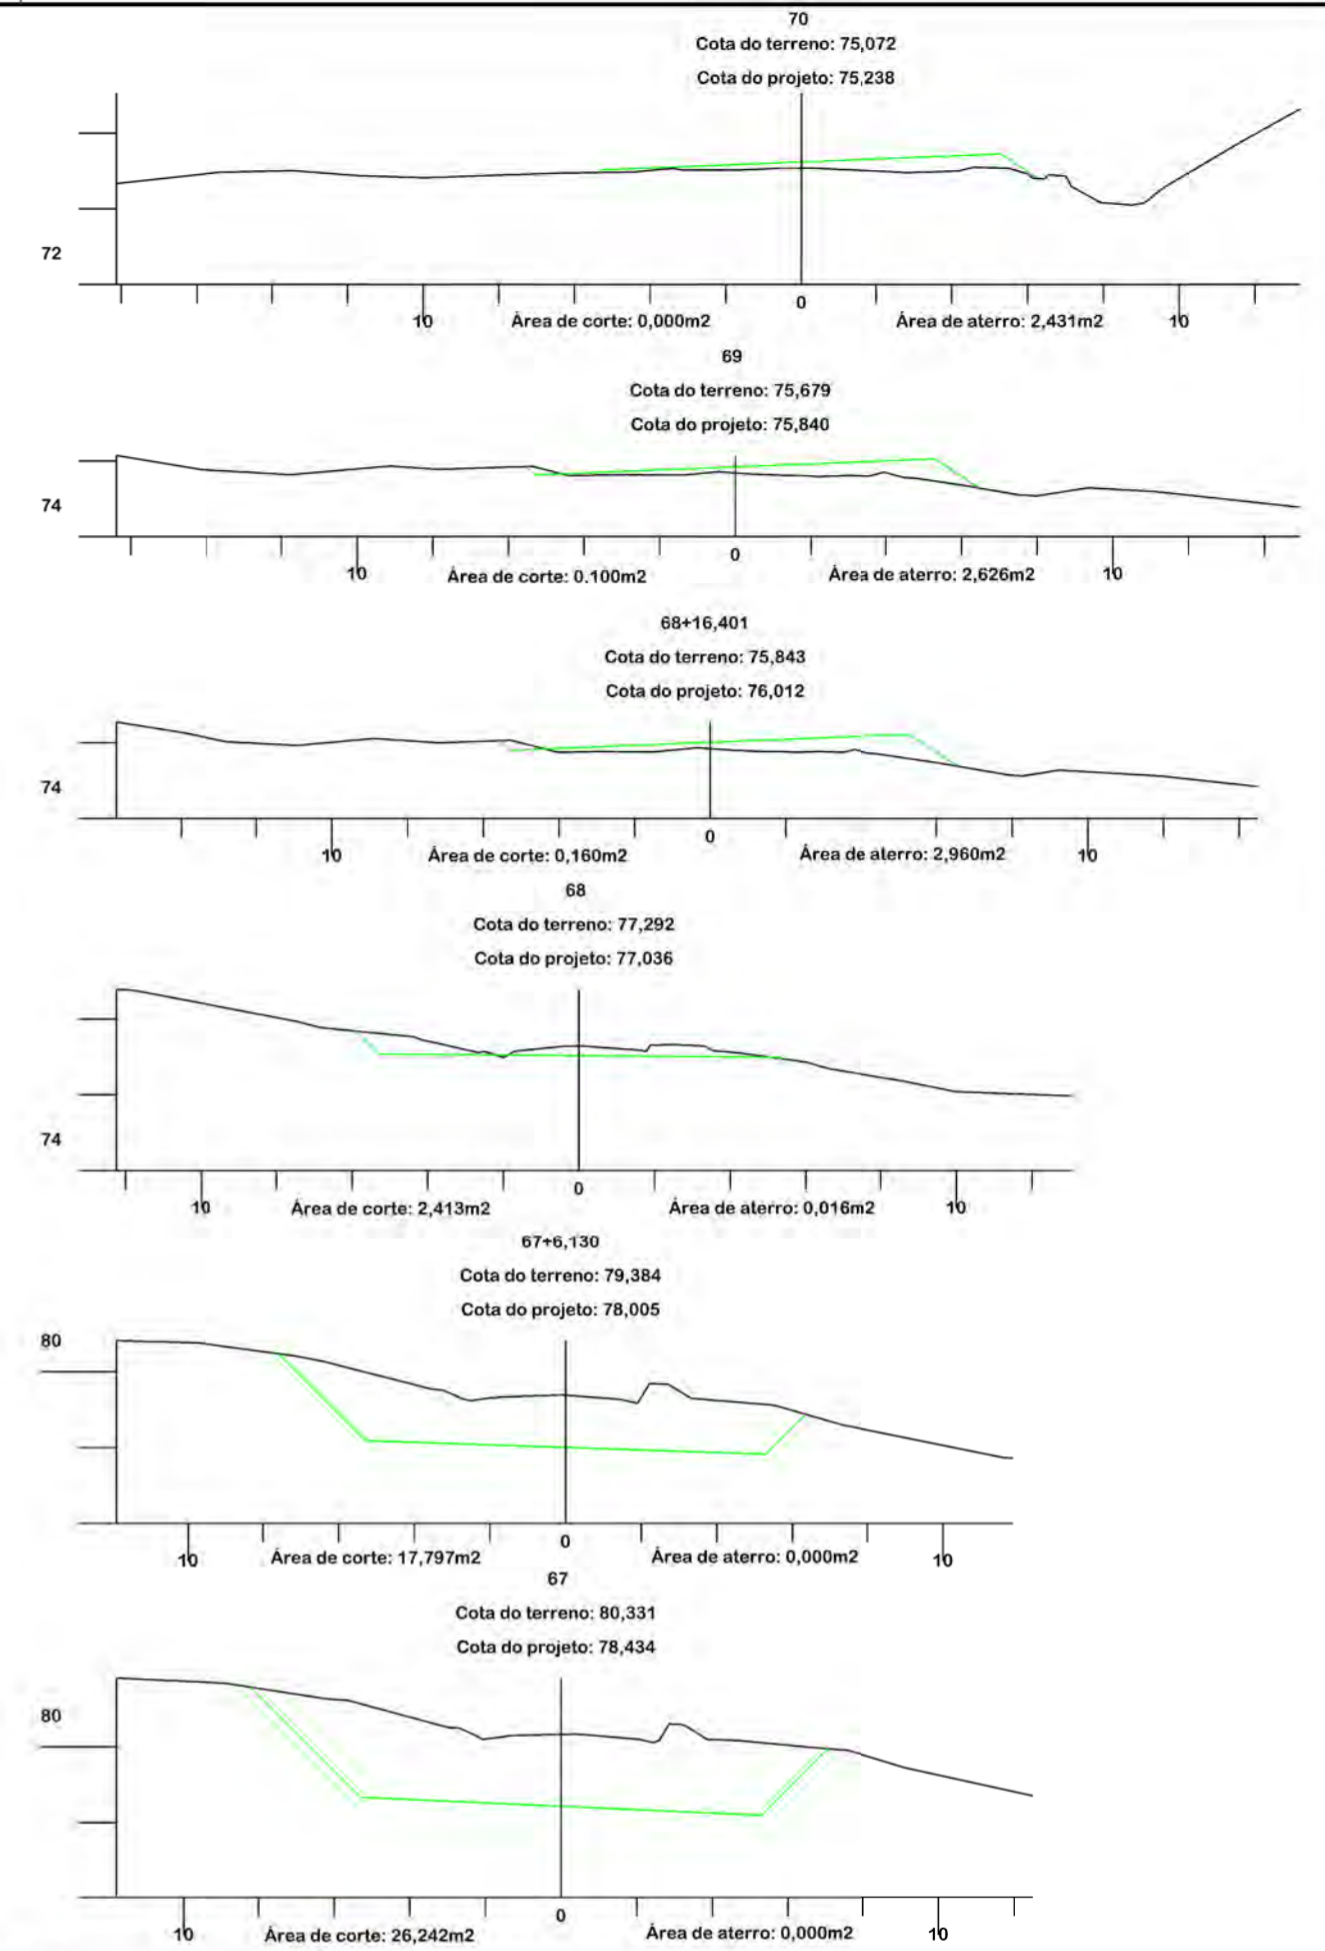 70
Cota do terreno: 75,072
Cota do projeto: 75,238
72
0
10 Área de corte: 0,000m2 Área de aterro: 2,431m2 10
69
Cota do terreno: 75,679
Cota do projeto: 75,840
74
0
10 Área de corte: 0.100m2 Área de aterro: 2,626m2 10
68+16,401
Cota do terreno: 75,843
Cota do projeto: 76,012
74
0
10 Área de corte: 0,160m2 Área de aterro: 2,960m2 10
68
Cota do terreno: 77,292
Cota do projeto: 77,036
74
0
10 Área de corte: 2,413m2 Área de aterro: 0,016m2 10
67+6,130
Cota do terreno: 79,384
Cota do projeto: 78,005
80
0
10 Área de corte: 17,797m2 Área de aterro: 0,000m2 10
67
Cota do terreno: 80,331
Cota do projeto: 78,434
80
0
10 Área de corte: 26,242m2 Área de aterro: 0,000m2 10